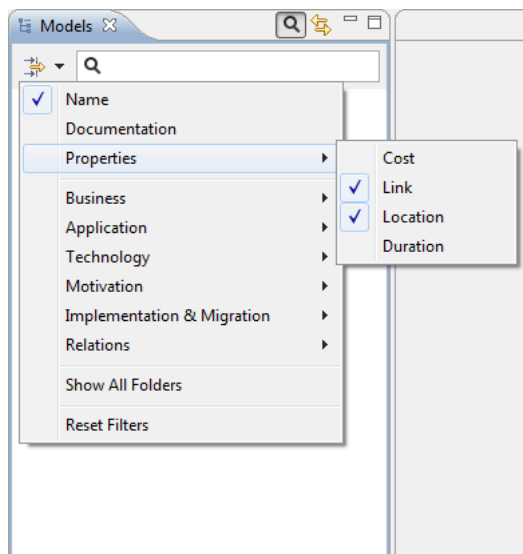 Models
Name
Documentation
Properties
Cost
Link
Location
Duration
Business
Application
Technology
Motivation
Implementation & Migration
Relations
Show All Folders
Reset Filters